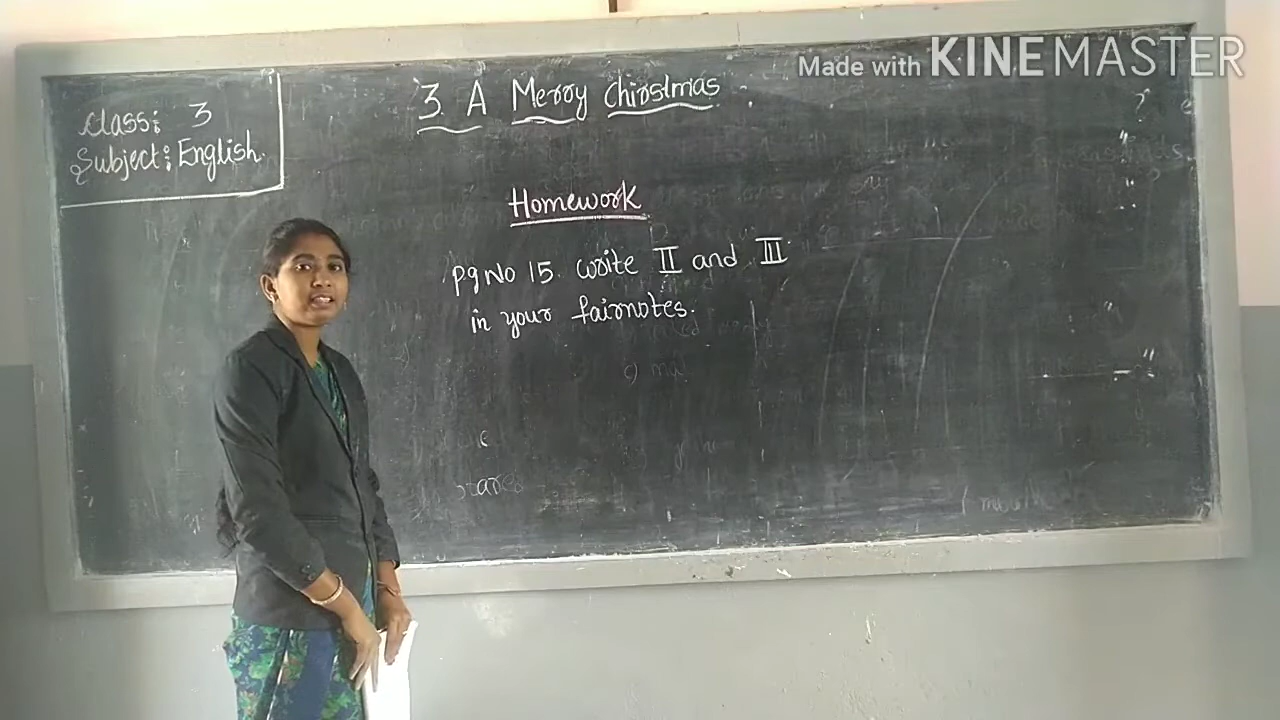 Made with KINEMASTER
Class: 3
Subject: English.
3. A Merry Chirstmas
Homework
Pg No 15. write II and III
in your fairnotes.